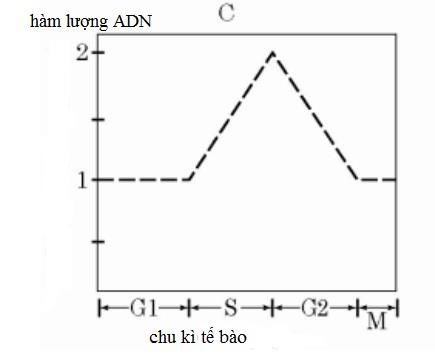 hàm lượng ADN
C
2
1
G1 S G2 M
chu kì tế bào